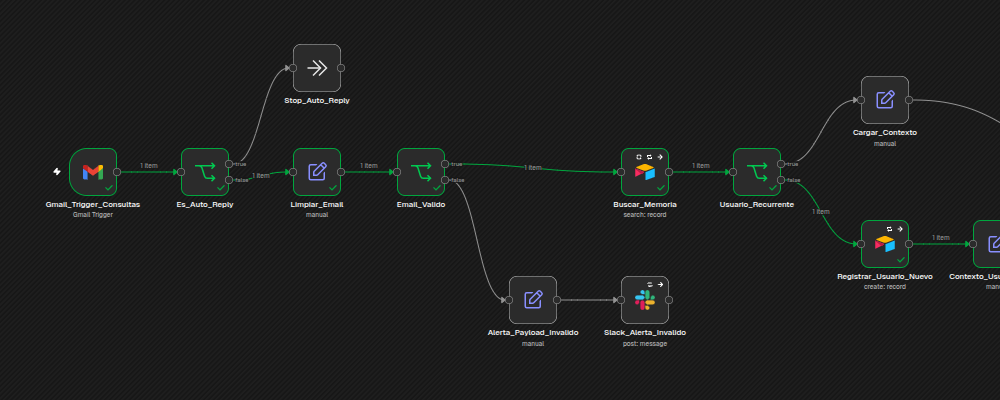 Stop_Auto_Reply
Cargar_Contexto
manual
1 item
true
false
1 item
1 item
true
false
1 item
1 item
true
false
1 item
Gmail_Trigger_Consultas
Gmail Trigger
Es_Auto_Reply
Limpiar_Email
manual
Email_Valido
Buscar_Memoria
search: record
Usuario_Recurrente
1 item
Registrar_Usuario_Nuevo
create: record
Alerta_Payload_Invalido
manual
Slack_Alerta_Invalido
post: message